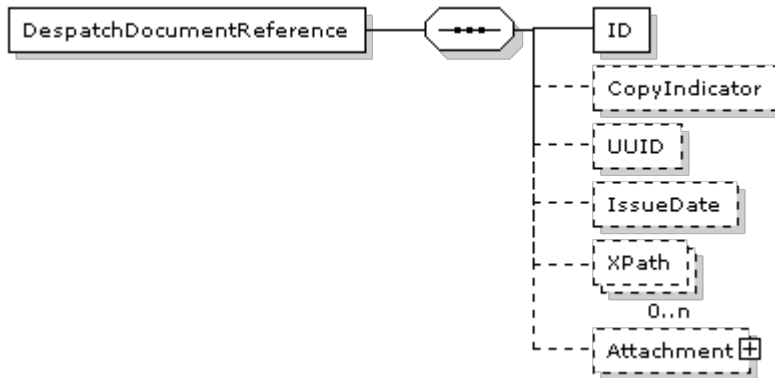 DespatchDocumentReference
ID
CopyIndicator
UUID
IssueDate
XPath
0..n
Attachment